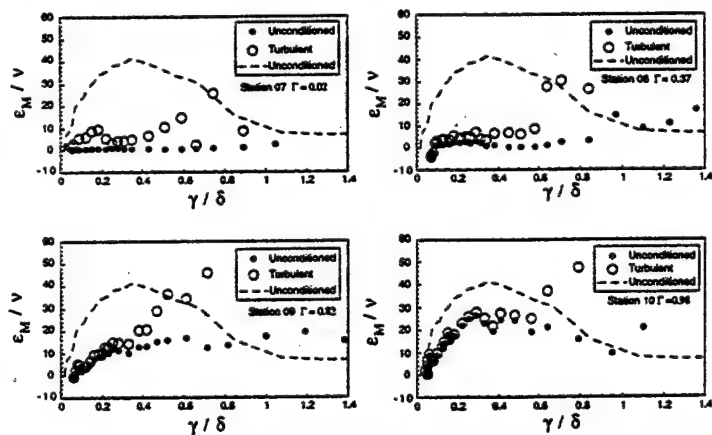 60
50
40
30
20
10
0
-10
ε_M / ν
Unconditioned
Turbulent
Unconditioned
Station 07 Γ = 0.02
0 0.2 0.4 0.6 0.8 1 1.2 1.4
γ / δ
60
50
40
30
20
10
0
-10
ε_M / ν
Unconditioned
Turbulent
Unconditioned
Station 08 Γ = 0.37
0 0.2 0.4 0.6 0.8 1 1.2 1.4
γ / δ
60
50
40
30
20
10
0
-10
ε_M / ν
Unconditioned
Turbulent
Unconditioned
Station 09 Γ = 0.82
0 0.2 0.4 0.6 0.8 1 1.2 1.4
γ / δ
60
50
40
30
20
10
0
-10
ε_M / ν
Unconditioned
Turbulent
Unconditioned
Station 10 Γ = 0.96
0 0.2 0.4 0.6 0.8 1 1.2 1.4
γ / δ